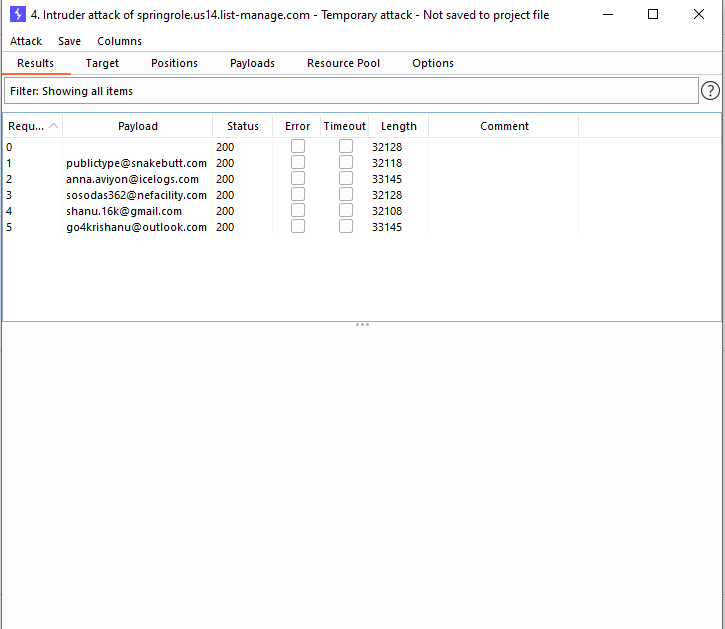 4. Intruder attack of springrole.us14.list-manage.com - Temporary attack - Not saved to project file
Attack Save Columns
Results Target Positions Payloads Resource Pool Options
Filter: Showing all items
?
Requ... Payload Status Error Timeout Length Comment
0 200 32128
1 publictype@snakebutt.com 200 32118
2 anna.aviyon@icelogs.com 200 33145
3 sosodas362@nefacility.com 200 32128
4 shanu.16k@gmail.com 200 32108
5 go4krishanu@outlook.com 200 33145